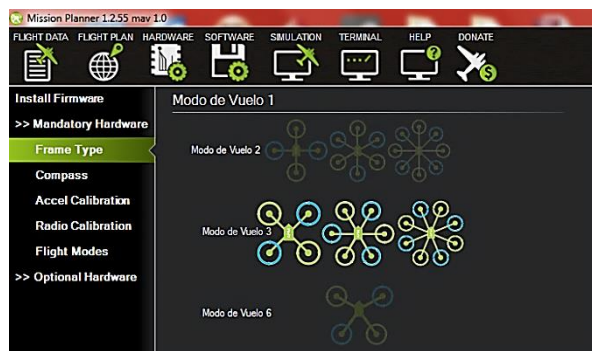 Mission Planner 1.2.55 mav 1.0
FLIGHT DATA FLIGHT PLAN HARDWARE SOFTWARE SIMULATION TERMINAL HELP DONATE
Install Firmware
>> Mandatory Hardware
Frame Type
Compass
Accel Calibration
Radio Calibration
Flight Modes
>> Optional Hardware
Modo de Vuelo 1
Modo de Vuelo 2
Modo de Vuelo 3
Modo de Vuelo 6